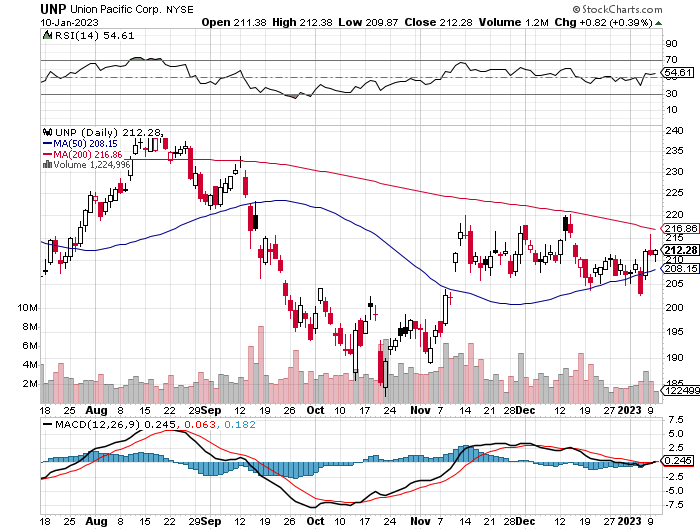 UNP Union Pacific Corp. NYSE
© StockCharts.com
10-Jan-2023
Open 211.38 High 212.38 Low 209.87 Close 212.28 Volume 1.2M Chg +0.82 (+0.39%)
RSI(14) 54.61
90
70
54.61
50
30
10
UNP (Daily) 212.28
MA(50) 208.15
MA(200) 216.86
Volume 1,224,996
240
235
230
225
220
216.86
215
212.28
210
208.15
205
200
195
190
185
122499
10M
8M
6M
4M
2M
18 25 Aug 8 15 22 Sep 12 19 26 Oct 10 17 24 Nov 7 14 21 28 Dec 12 19 27 2023 9
MACD(12,26,9) 0.245, 0.063, 0.182
7.5
5.0
2.5
0.245
-2.5
-5.0
-7.5
18 25 Aug 8 15 22 Sep 12 19 26 Oct 10 17 24 Nov 7 14 21 28 Dec 12 19 27 2023 9